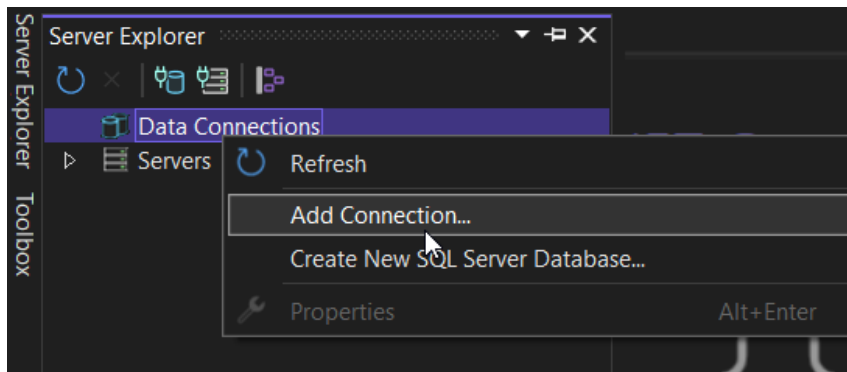 Server Explorer
Toolbox
Server Explorer
Data Connections
Servers
Refresh
Add Connection...
Create New SQL Server Database...
Properties Alt+Enter